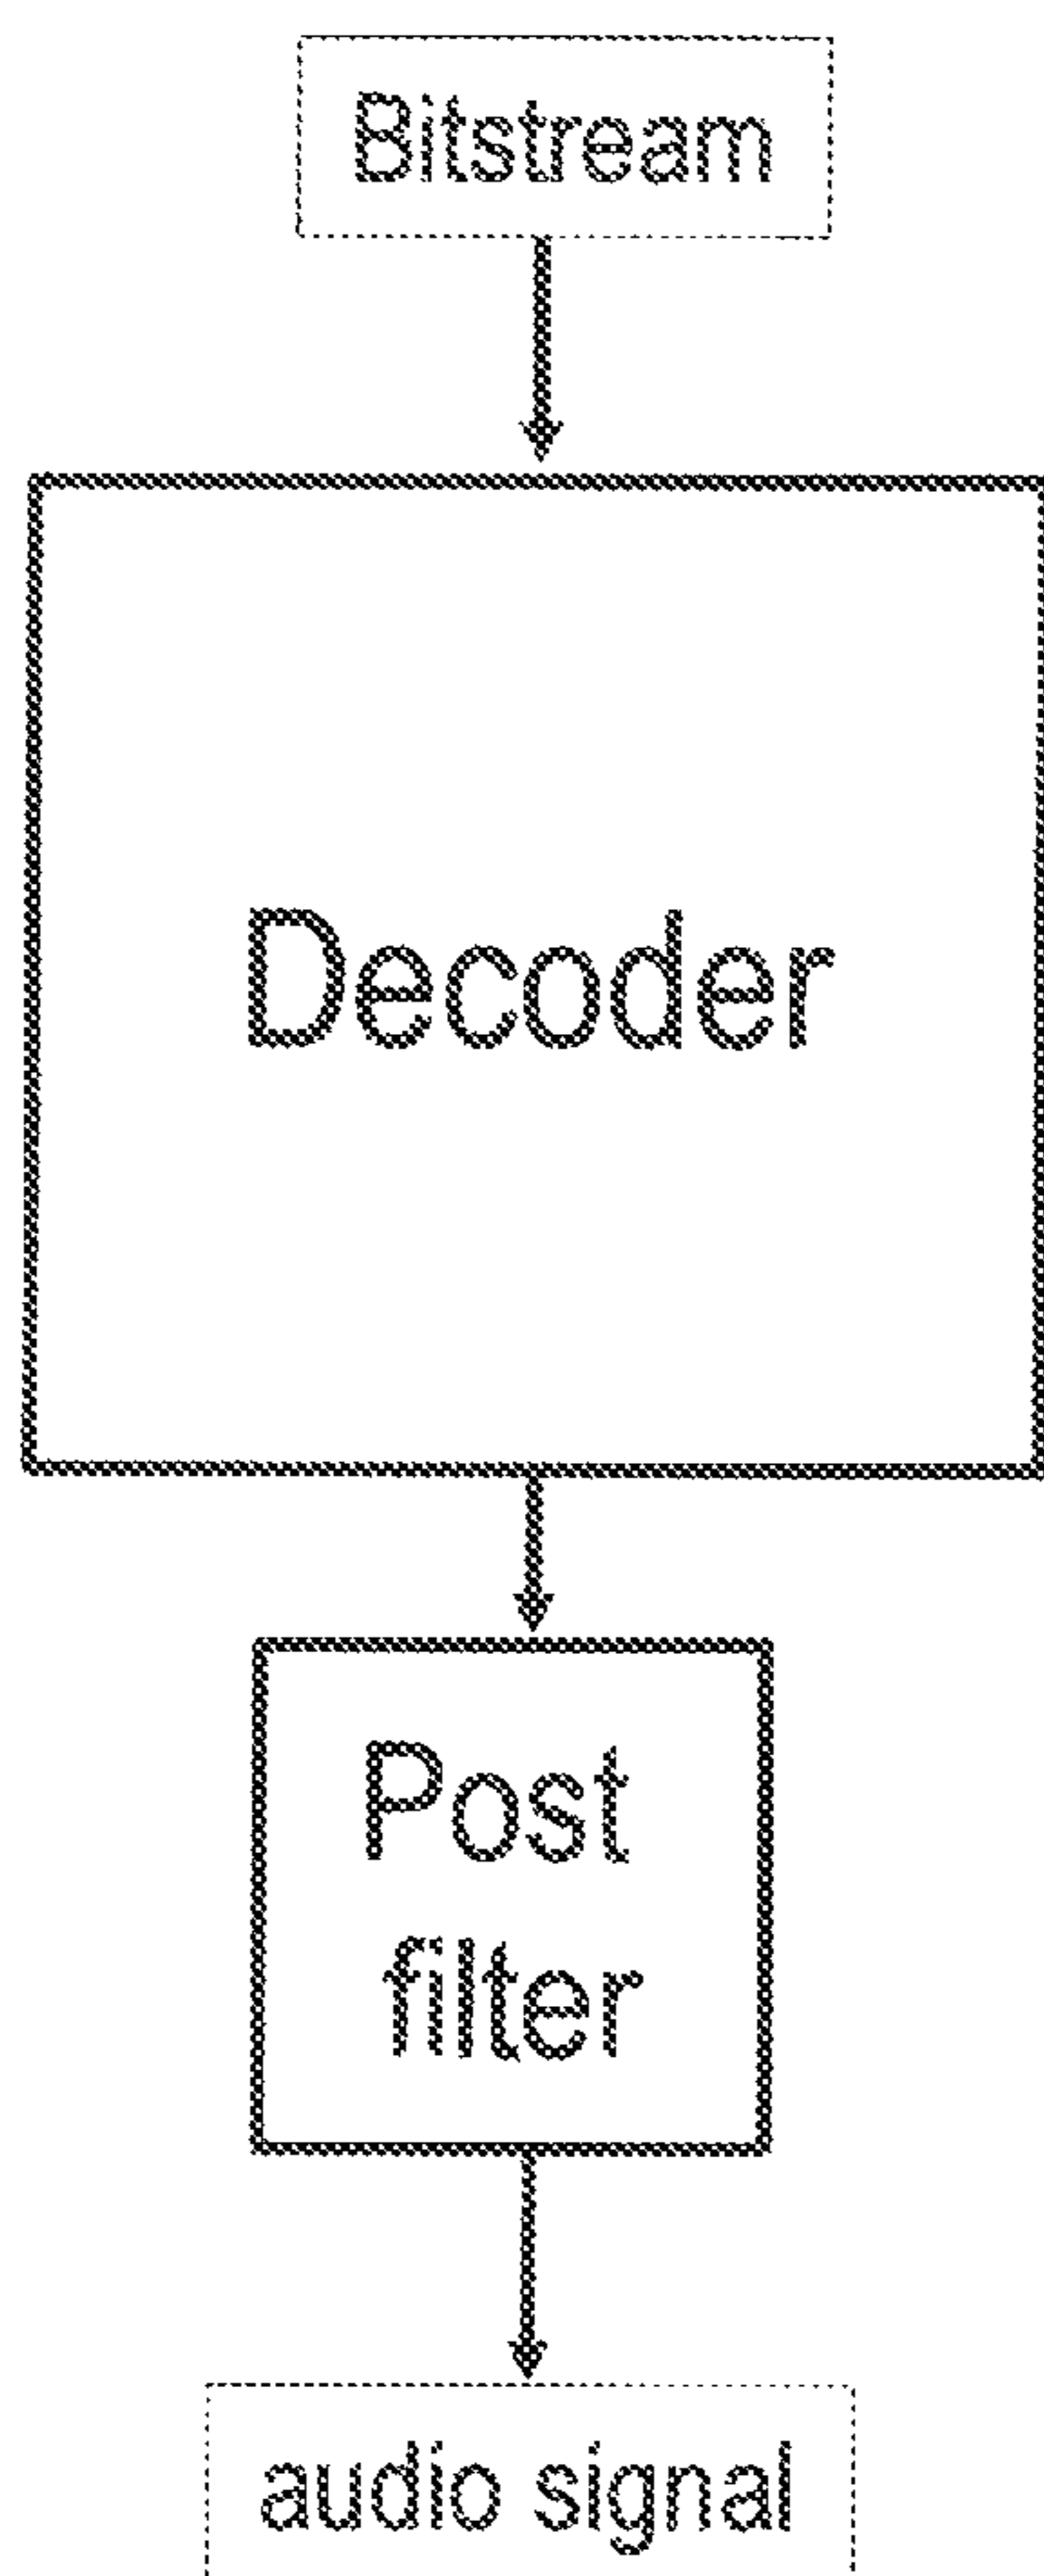 Bitstream
Decoder
Post
filter
audio signal